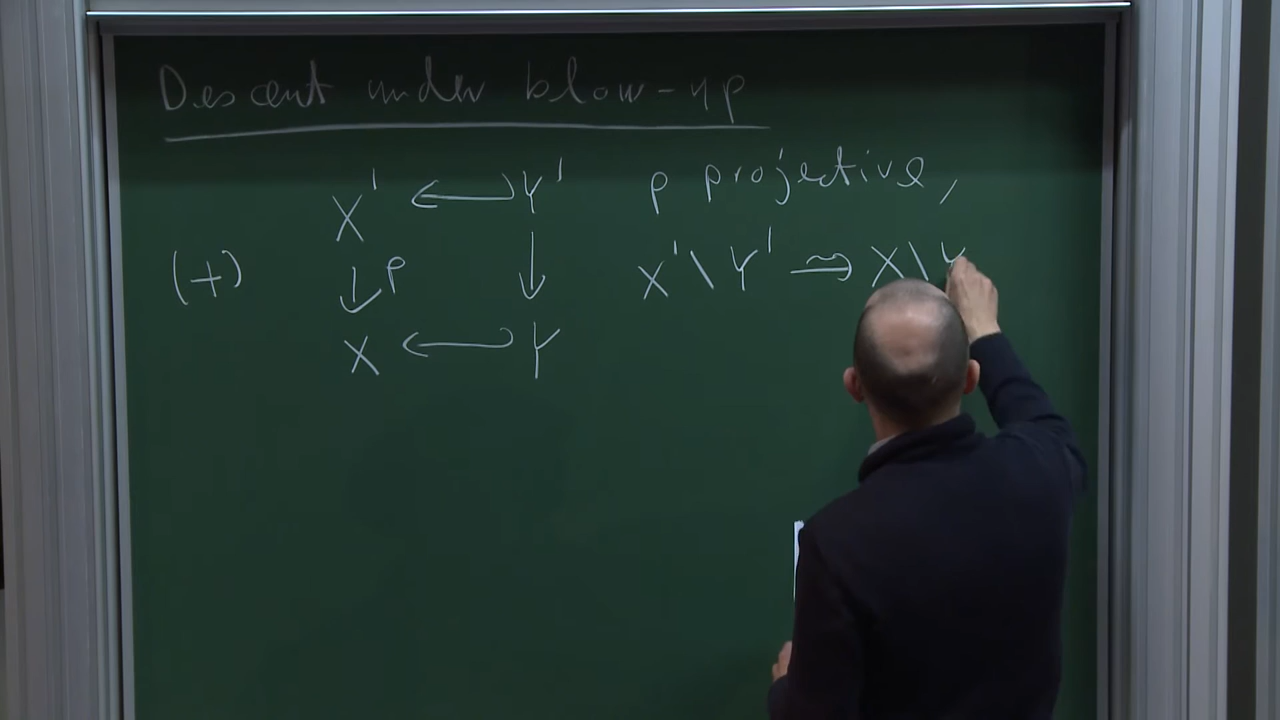 Descent under blow-up
X' ↩ Y' p projective,
(+) ↓ p ↓ X' \ Y' ⥲ X \ Y
X ↩ Y